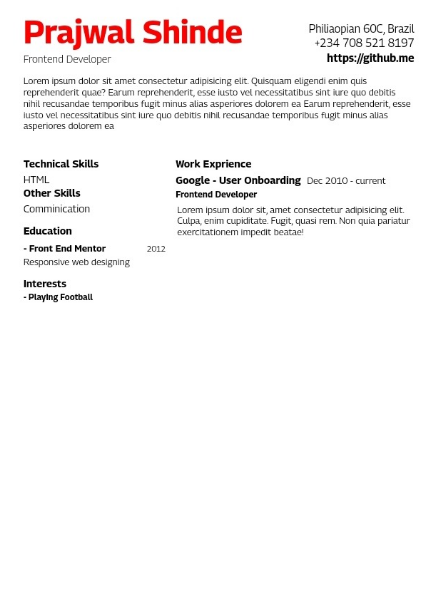 Prajwal Shinde
Frontend Developer
Philiaopian 60C, Brazil
+234 708 521 8197
https://github.me
Lorem ipsum dolor sit amet consectetur adipisicing elit. Quisquam eligendi enim quis
reprehenderit quae? Earum reprehenderit, esse iusto vel necessitatibus sint iure quo debitis
nihil recusandae temporibus fugit minus alias asperiores dolorem ea Earum reprehenderit, esse
iusto vel necessitatibus sint iure quo debitis nihil recusandae temporibus fugit minus alias
asperiores dolorem ea
Technical Skills
HTML
Other Skills
Comminication
Education
- Front End Mentor 2012
Responsive web designing
Interests
- Playing Football
Work Exprience
Google - User Onboarding Dec 2010 - current
Frontend Developer
Lorem ipsum dolor sit, amet consectetur adipisicing elit.
Culpa, enim cupiditate. Fugit, quasi rem. Non quia pariatur
exercitationem impedit beatae!